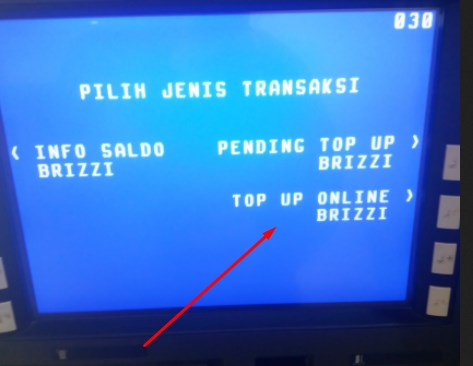 030
PILIH JENIS TRANSAKSI
< INFO SALDO
BRIZZI
PENDING TOP UP >
BRIZZI
TOP UP ONLINE >
BRIZZI